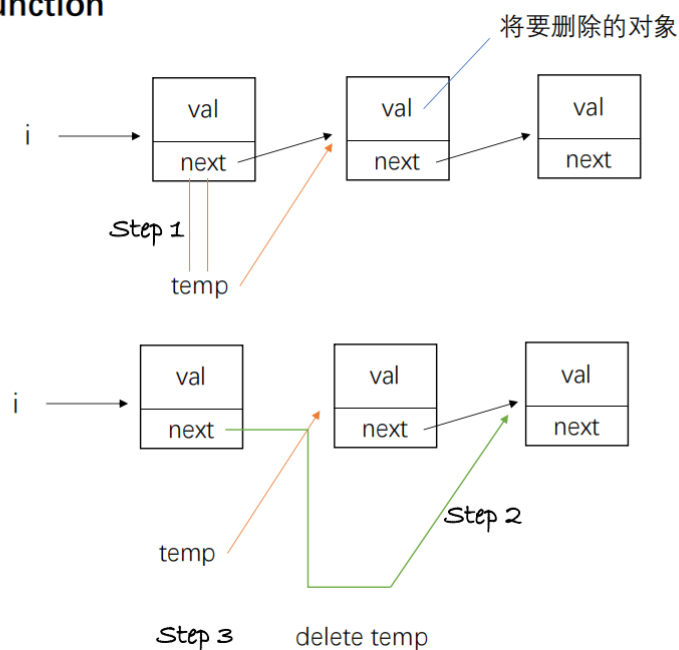 unction
将要删除的对象
val
val
val
i
next
next
next
Step 1
temp
val
val
val
i
next
next
next
Step 2
temp
Step 3
delete temp